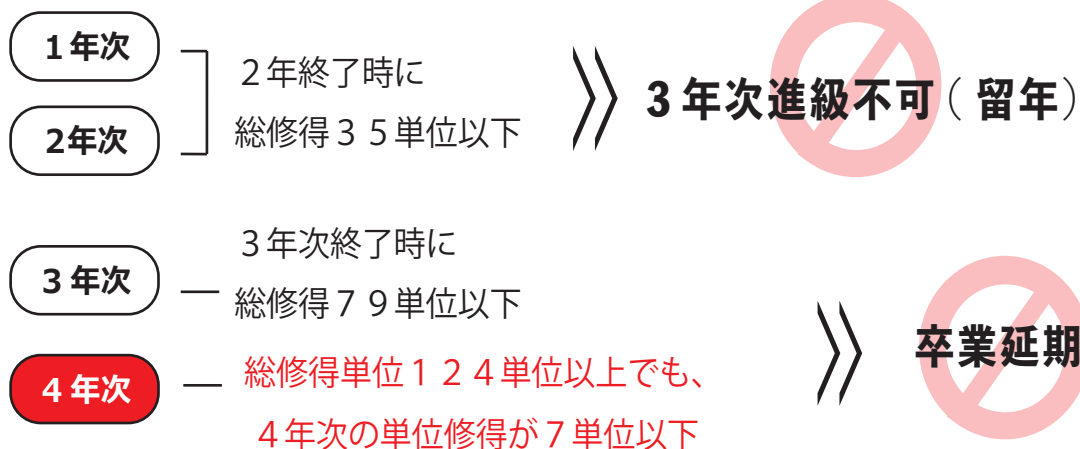 1年次
2年次
2年終了時に
総修得35単位以下
3年次進級不可(留年)
3年次
3年次終了時に
総修得79単位以下
4年次
総修得単位124単位以上でも、
4年次の単位修得が7単位以下
卒業延期